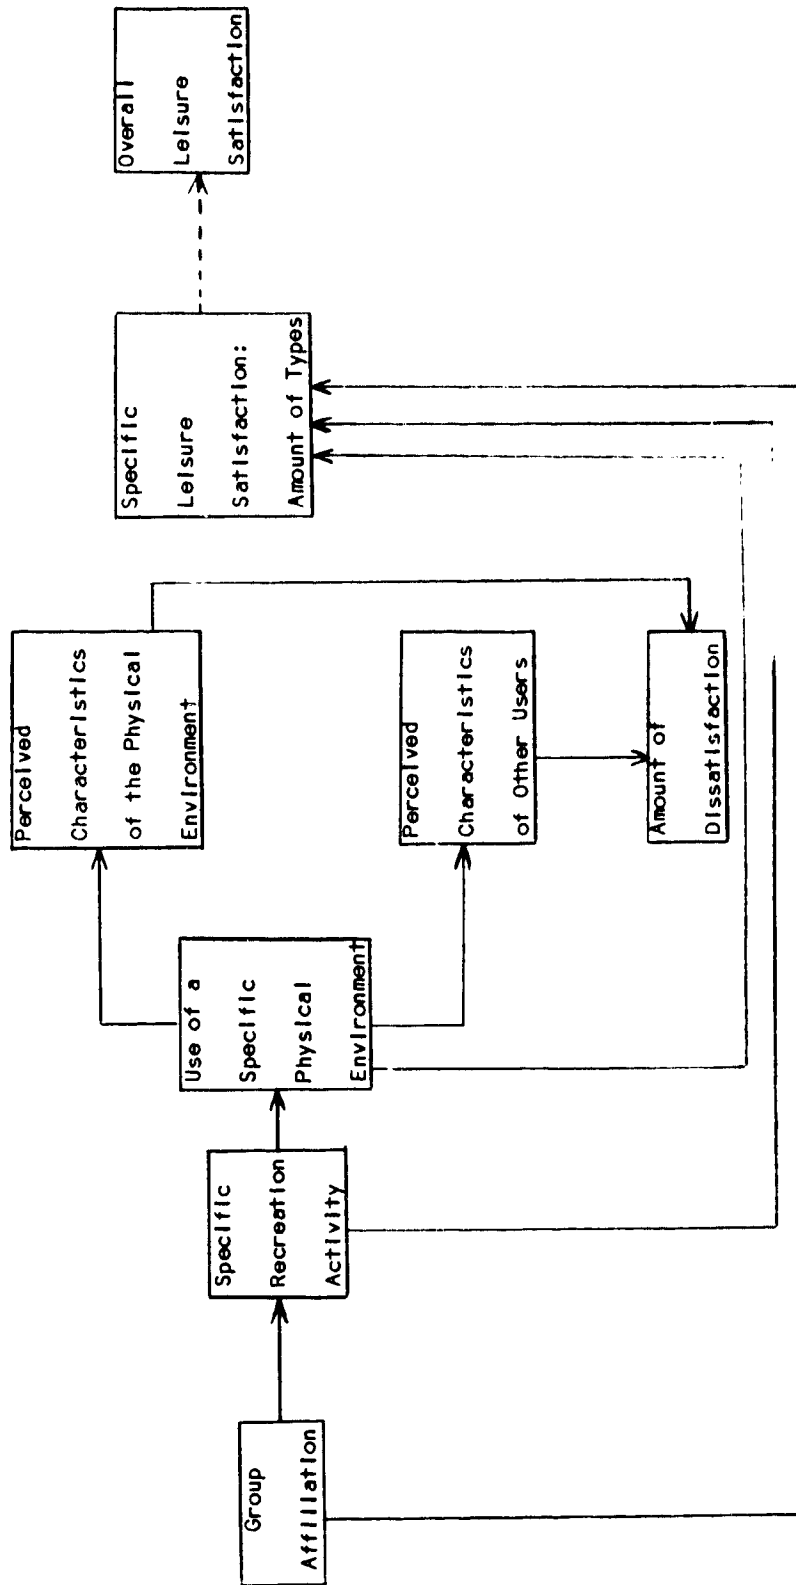 Group
Affiliation
Specific
Recreation
Activity
Use of a
Specific
Physical
Environment
Perceived
Characteristics
of the Physical
Environment
Perceived
Characteristics
of Other Users
Amount of
Dissatisfaction
Specific
Leisure
Satisfaction:
Amount of Types
Overall
Leisure
Satisfaction